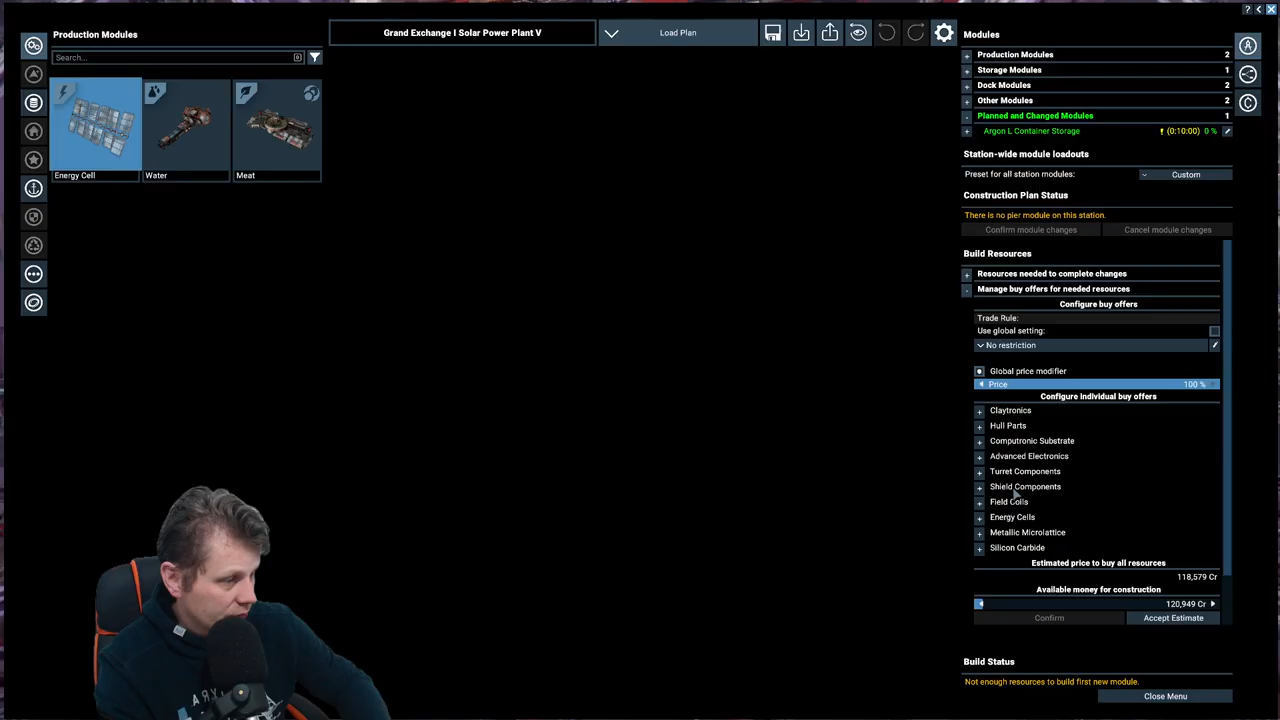 Production Modules
Search...
Energy Cell
Water
Meat
Grand Exchange I Solar Power Plant V
Load Plan
Modules
+ Production Modules 2
+ Storage Modules 1
+ Dock Modules 2
+ Other Modules 2
- Planned and Changed Modules 1
+ Argon L Container Storage (0:10:00) 0 %
Station-wide module loadouts
Preset for all station modules: Custom
Construction Plan Status
There is no pier module on this station.
Confirm module changes Cancel module changes
Build Resources
+ Resources needed to complete changes
- Manage buy offers for needed resources
Configure buy offers
Trade Rule:
Use global setting:
No restriction
Global price modifier
Price 100 %
Configure individual buy offers
+ Claytronics
+ Hull Parts
+ Computronic Substrate
+ Advanced Electronics
+ Turret Components
+ Shield Components
+ Field Coils
+ Energy Cells
+ Metallic Microlattice
+ Silicon Carbide
Estimated price to buy all resources
118,579 Cr
Available money for construction
120,949 Cr
Confirm Accept Estimate
Build Status
Not enough resources to build first new module.
Close Menu